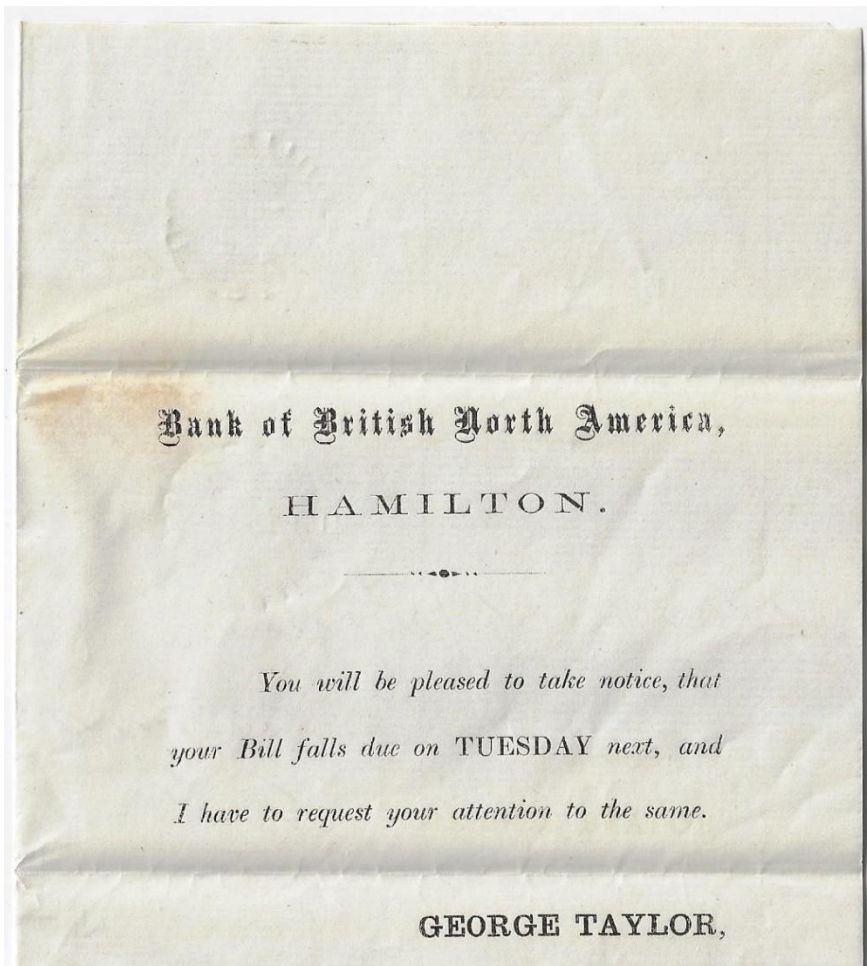 Bank of British North America,
HAMILTON.
You will be pleased to take notice, that
your Bill falls due on TUESDAY next, and
I have to request your attention to the same.
GEORGE TAYLOR,